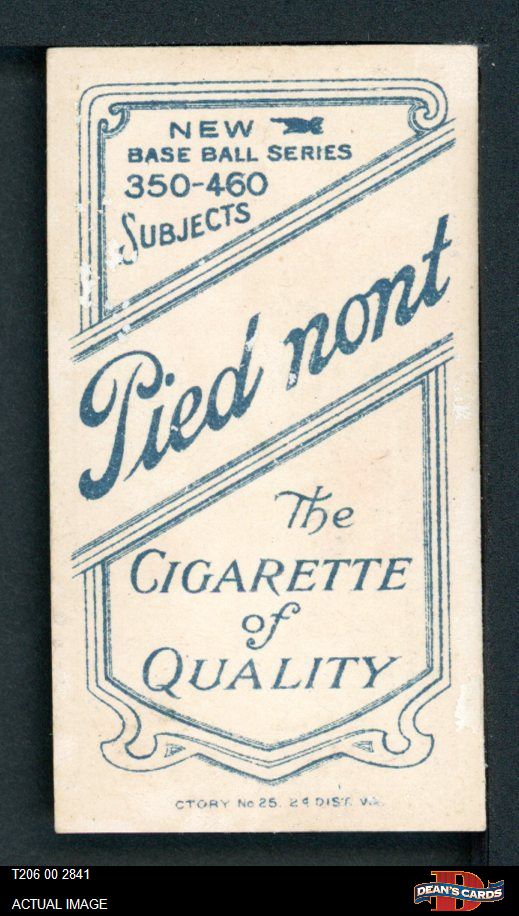 NEW
BASE BALL SERIES
350-460
SUBJECTS
Pied nont
The
CIGARETTE
of
QUALITY
CTORY No 25. 2d DIST. VA.
T206 00 2841
ACTUAL IMAGE
D
DEAN'S CARDS